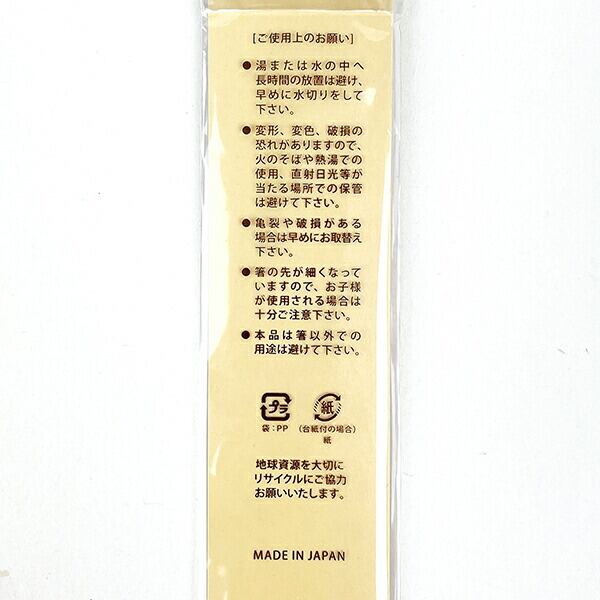 [ご使用上のお願い]
● 湯または水の中へ
長時間の放置は避け、
早めに水切りをして
下さい。
● 変形、変色、破損の
恐れがありますので、
火のそばや熱湯での
使用、直射日光等が
当たる場所での保管
は避けて下さい。
● 亀裂や破損がある
場合は早めにお取替え
下さい。
● 箸の先が細くなって
いますので、お子様
が使用される場合は
十分ご注意下さい。
● 本品は箸以外での
用途は避けて下さい。
プラ 紙
袋：PP (台紙付の場合)
紙
地球資源を大切に
リサイクルにご協力
お願いいたします。
MADE IN JAPAN